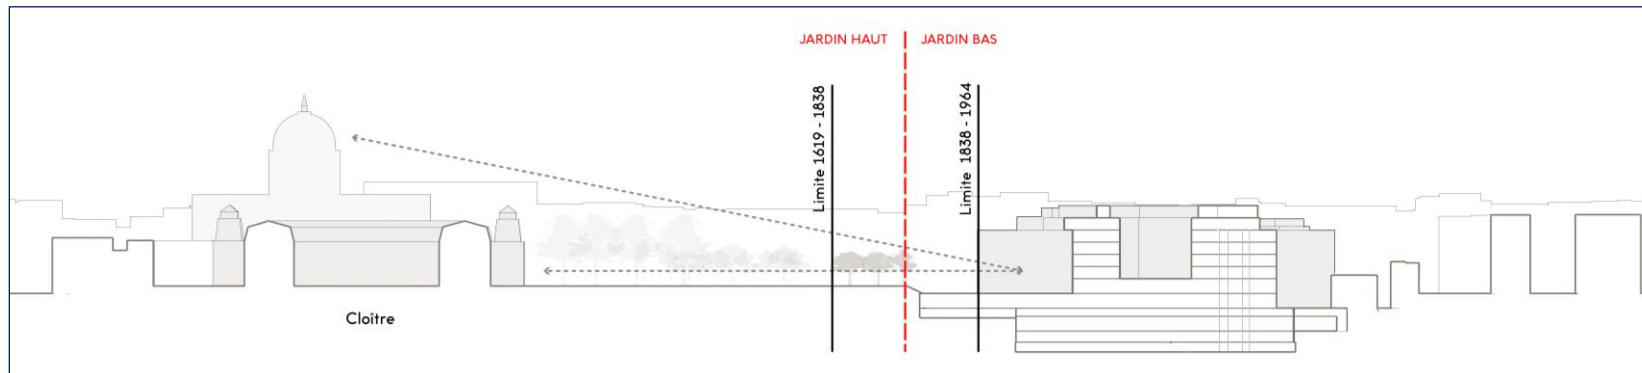 JARDIN HAUT
JARDIN BAS
Limite 1619 - 1838
Limite 1838 - 1964
Cloître